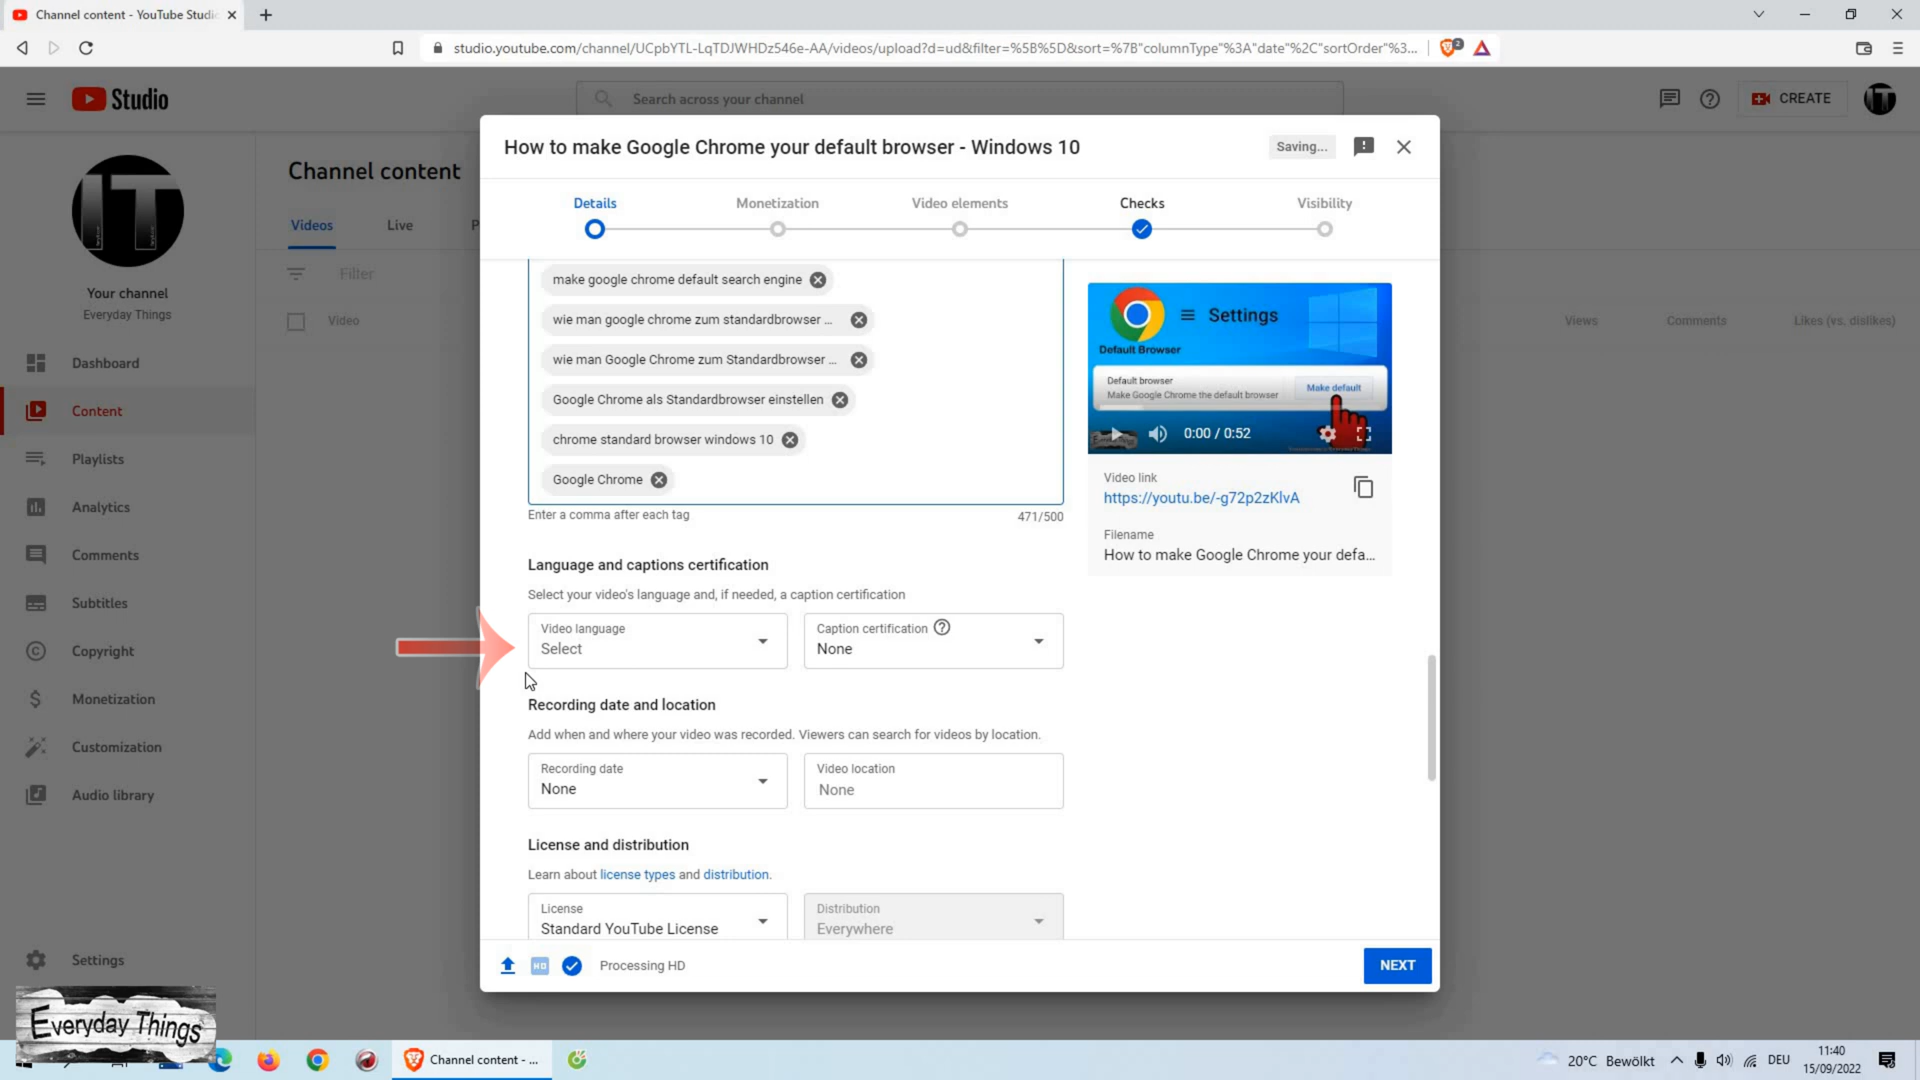 Channel content - YouTube Studi
studio.youtube.com/channel/UCpbYTL-LqTDJWHDz546e-AA/videos/upload?d=ud&filter=%5B%5D&sort=%7B"columnType"%3A"date"%2C"sortOrder"%3...
2
Studio
Search across your channel
CREATE
How to make Google Chrome your default browser - Windows 10
Saving...
Channel content
Details
Monetization
Video elements
Checks
Visibility
Videos
Live
P
Filter
Your channel
Everyday Things
Video
Views
Comments
Likes (vs. dislikes)
make google chrome default search engine
wie man google chrome zum standardbrowser ...
wie man Google Chrome zum Standardbrowser ...
Google Chrome als Standardbrowser einstellen
chrome standard browser windows 10
Google Chrome
Enter a comma after each tag
471/500
Settings
Default Browser
Default browser
Make Google Chrome the default browser
Make default
0:00 / 0:52
Video link
https://youtu.be/-g72p2zKlvA
Filename
How to make Google Chrome your defa...
Dashboard
Content
Playlists
Analytics
Comments
Subtitles
Copyright
Monetization
Customization
Audio library
Settings
Language and captions certification
Select your video's language and, if needed, a caption certification
Video language
Select
Caption certification
None
Recording date and location
Add when and where your video was recorded. Viewers can search for videos by location.
Recording date
None
Video location
None
License and distribution
Learn about license types and distribution.
License
Standard YouTube License
Distribution
Everywhere
HD
Processing HD
NEXT
Everyday Things
Channel content - ...
20°C Bewölkt
DEU
11:40
15/09/2022